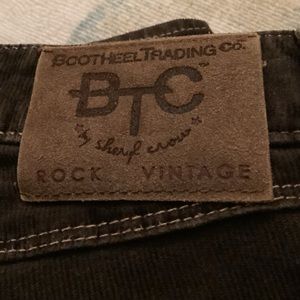 BOOTHEEL TRADING CO.
BTC
by sheryl crow
ROCK VINTAGE